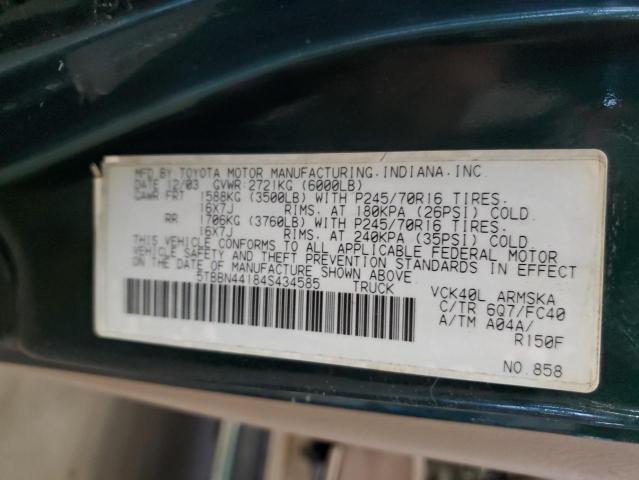 MFD.BY TOYOTA MOTOR MANUFACTURING.INDIANA.INC.
DATE 12/03 GVWR:2721KG (6000LB)
GAWR FRT 1588KG (3500LB) WITH P245/70R16 TIRES.
16X7J RIMS. AT 180KPA (26PSI) COLD.
RR 1706KG (3760LB) WITH P245/70R16 TIRES.
16X7J RIMS. AT 240KPA (35PSI) COLD.
THIS VEHICLE CONFORMS TO ALL APPLICABLE FEDERAL MOTOR
VEHICLE SAFETY AND THEFT PREVENTION STANDARDS IN EFFECT
ON THE DATE OF MANUFACTURE SHOWN ABOVE
5TBBN44184S434585 TRUCK
VCK40L ARMSKA
C/TR 6Q7/FC40
A/TM A04A/
R150F
NO.858